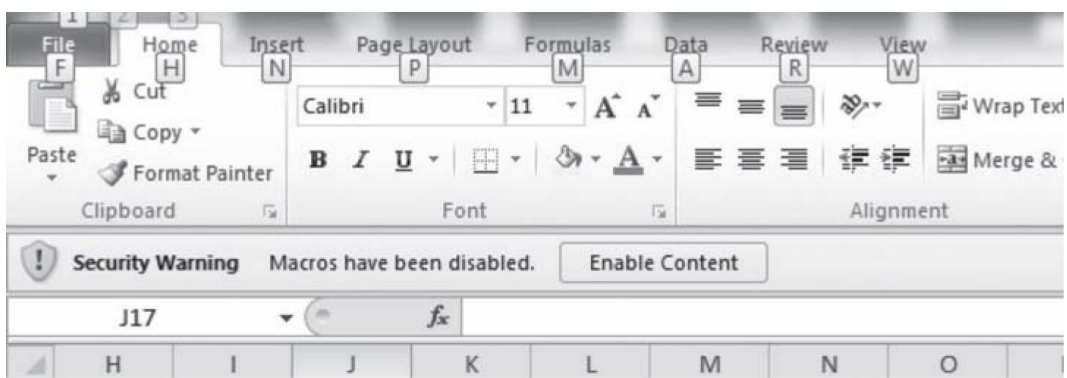 1 2 3
File Home Insert Page Layout Formulas Data Review View
F H N P M A R W
Cut
Calibri 11 A A Wrap Text
Copy
Paste B I U A Merge &
Format Painter
Clipboard Font Alignment
! Security Warning Macros have been disabled. Enable Content
J17 fx
H I J K L M N O